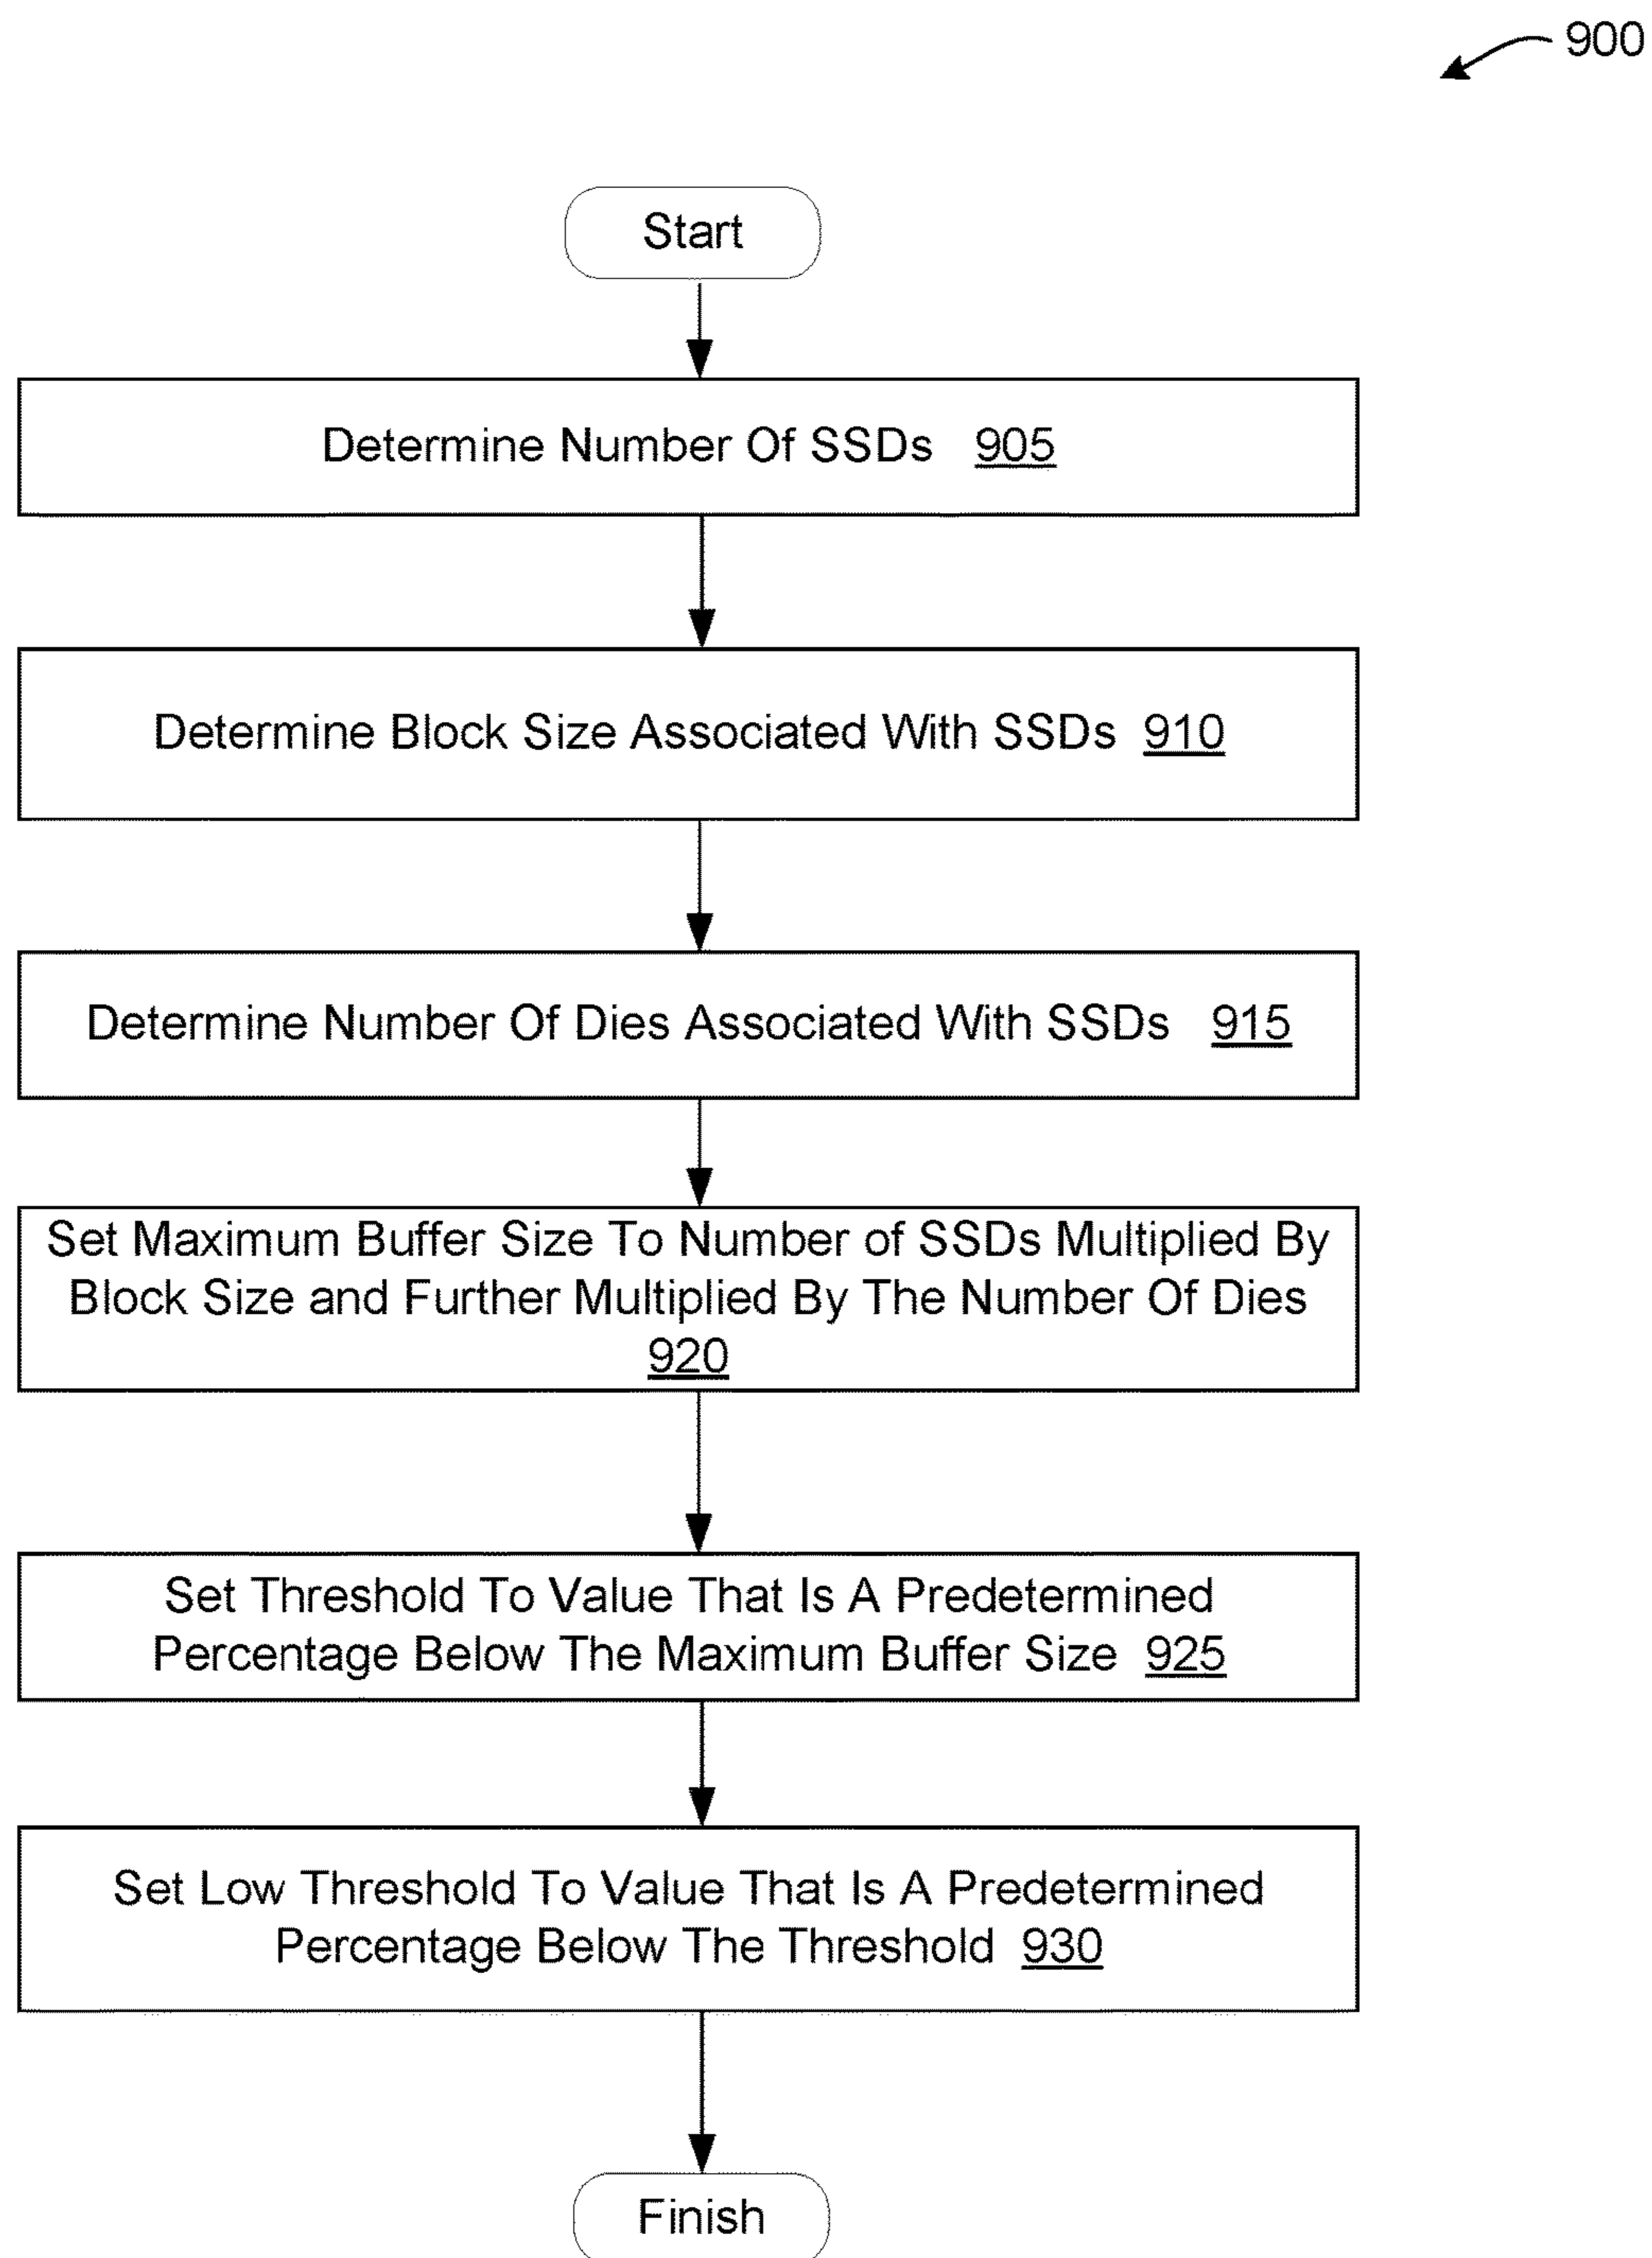 900
Start
Determine Number Of SSDs 905
Determine Block Size Associated With SSDs 910
Determine Number Of Dies Associated With SSDs 915
Set Maximum Buffer Size To Number of SSDs Multiplied By
Block Size and Further Multiplied By The Number Of Dies
920
Set Threshold To Value That Is A Predetermined
Percentage Below The Maximum Buffer Size 925
Set Low Threshold To Value That Is A Predetermined
Percentage Below The Threshold 930
Finish